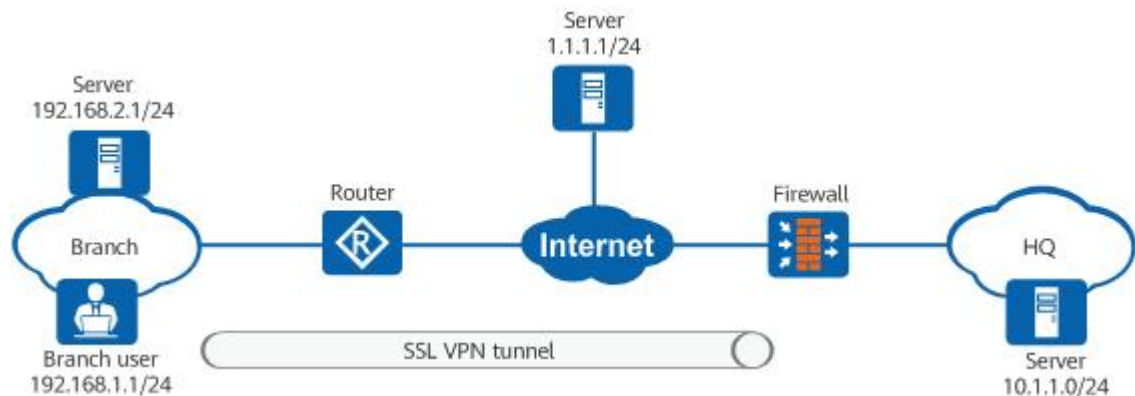 Server
1.1.1.1/24
Server
192.168.2.1/24
Router
Firewall
Branch
R
Internet
HQ
SSL VPN tunnel
Branch user
192.168.1.1/24
Server
10.1.1.0/24